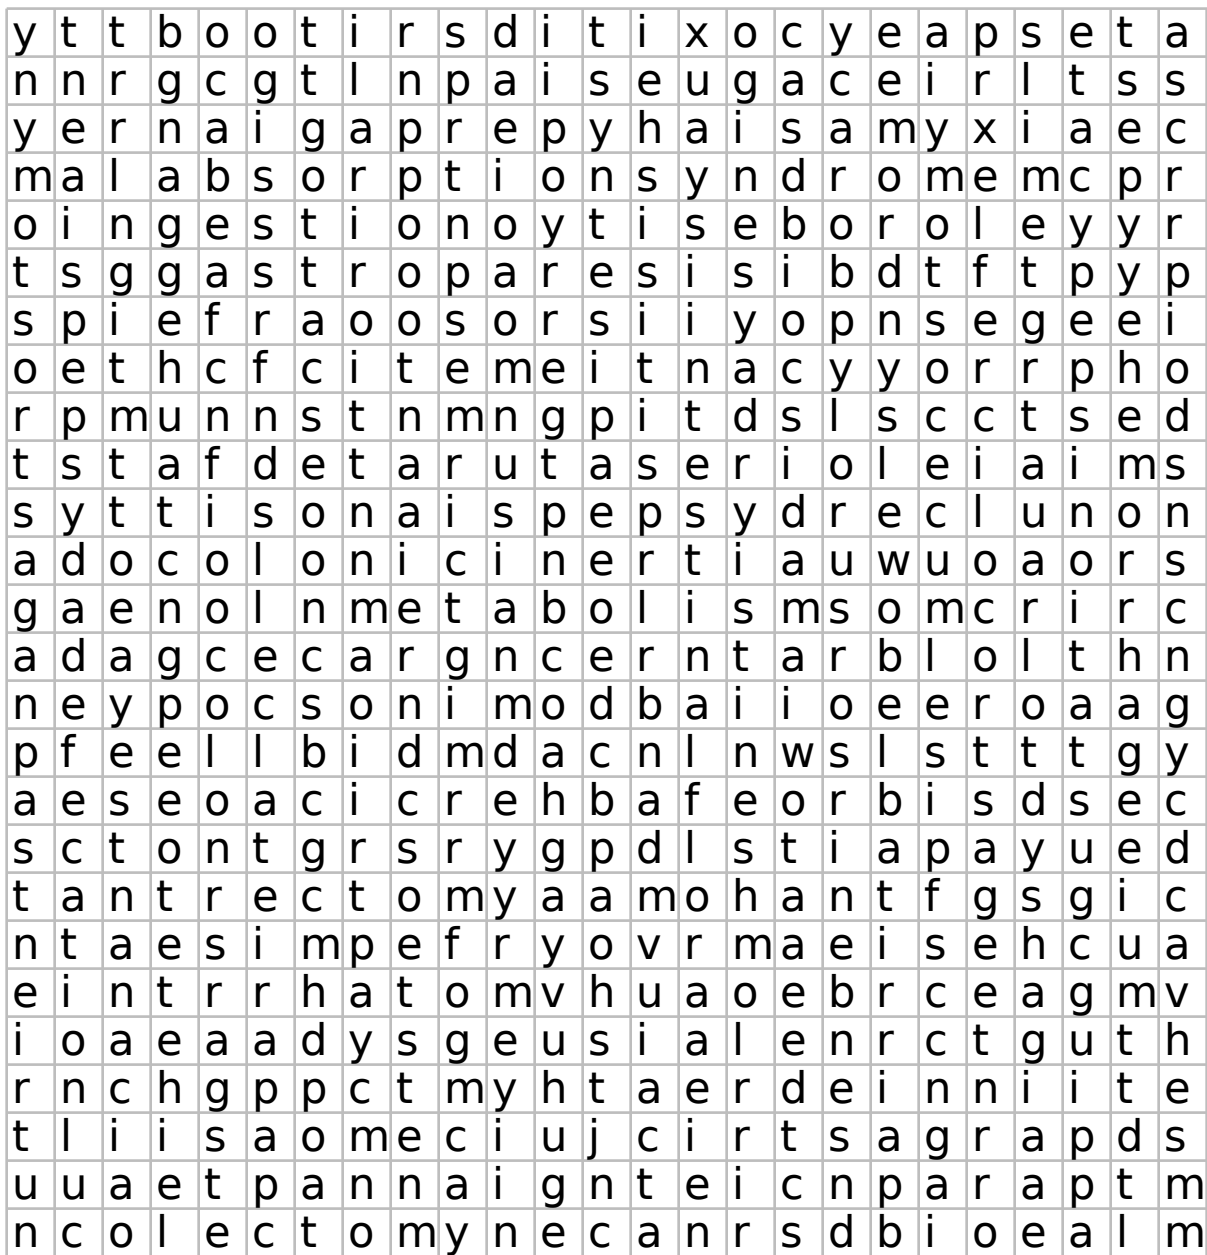 y t t b o o t i r s d i t i x o c y e a p s e t a
n n r g c g t l n p a i s e u g a c e i r l t s s
y e r n a i g a p r e p y h a i s a m y x i a e c
m a l a b s o r p t i o n s y n d r o m e m c p r
o i n g e s t i o n o y t i s e b o r o l e y y r
t s g g a s t r o p a r e s i s i b d t f t p y p
s p i e f r a o o s o r s i i y o p n s e g e e i
o e t h c f c i t e m e i t n a c y y o r r p h o
r p m u n n s t n m n g p i t d s l s c c t s e d
t s t a f d e t a r u t a s e r i o l e i a i m s
s y t t i s o n a i s p e p s y d r e c l u n o n
a d o c o l o n i c i n e r t i a u w u o a o r s
g a e n o l n m e t a b o l i s m s o m c r i r c
a d a g c e c a r g n c e r n t a r b l o l t h n
n e y p o c s o n i m o d b a i i o e e r o a a g
p f e e l l b i d m d a c n l n w s l s t t t g y
a e s e o a c i c r e h b a f e o r b i s d s e c
s c t o n t g r s r y g p d l s t i a p a y u e d
t a n t r e c t o m y a a m o h a n t f g s g i c
n t a e s i m p e f r y o v r m a e i s e h c u a
e i n t r r h a t o m v h u a o e b r c e a g m v
i o a e a a d y s g e u s i a l e n r c t g u t h
r n c h g p p c t m y h t a e r d e i n n i i t e
t l i i s a o m e c i u j c i r t s a g r a p d s
u u a e t p a n n a i g n t e i c n p a r a p t m
n c o l e c t o m y n e c a n r s d b i o e a l m